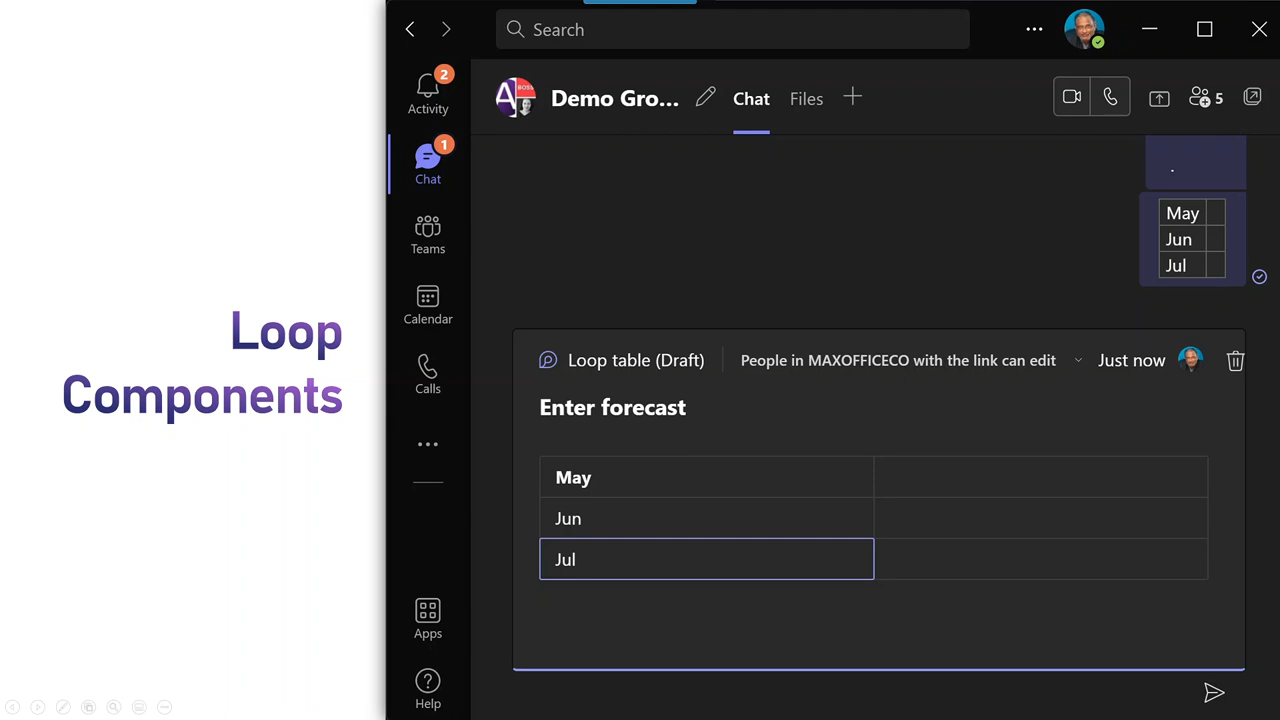 Loop
Components
Search
2
Activity
1
Chat
Teams
Calendar
Calls
Apps
Help
BOSS
Demo Gro...
Chat
Files
5
.
May
Jun
Jul
Loop table (Draft)
People in MAXOFFICECO with the link can edit
Just now
Enter forecast
May
Jun
Jul